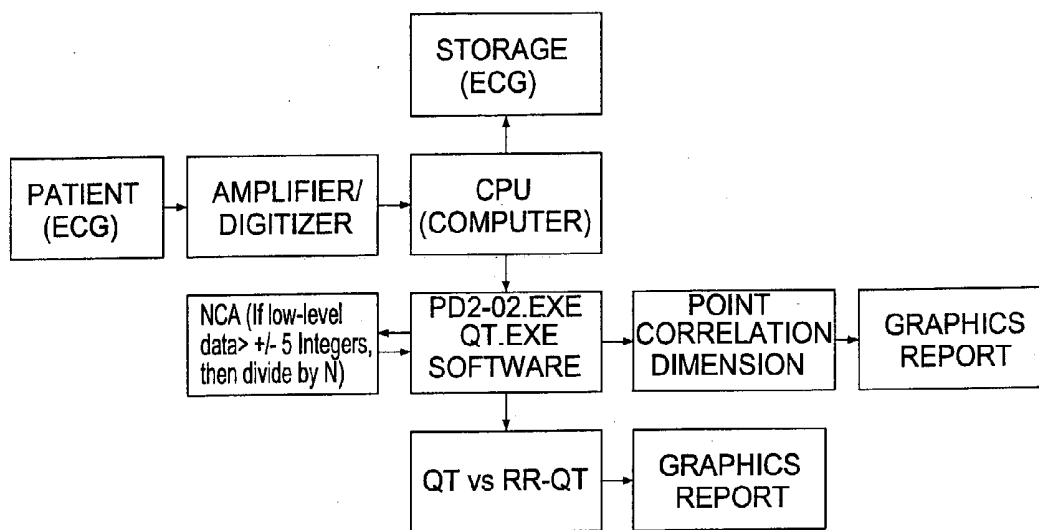 STORAGE
(ECG)
PATIENT
(ECG)
AMPLIFIER/
DIGITIZER
CPU
(COMPUTER)
NCA (If low-level
data> +/- 5 Integers,
then divide by N)
PD2-02.EXE
QT.EXE
SOFTWARE
POINT
CORRELATION
DIMENSION
GRAPHICS
REPORT
QT vs RR-QT
GRAPHICS
REPORT